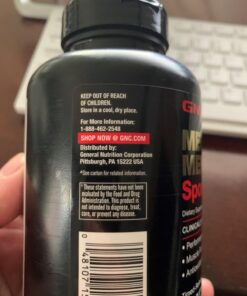 KEEP OUT OF REACH
OF CHILDREN.
Store in a cool, dry place.
For More Information:
1-888-462-2548
SHOP NOW @ GNC.COM
Distributed by:
General Nutrition Corporation
Pittsburgh, PA 15222 USA
*See carton for related information.
† These statements have not been
evaluated by the Food and Drug
Administration. This product is
not intended to diagnose, treat,
cure, or prevent any disease.
GNC
ME
ME
Spo
Dietary
CLINICAL